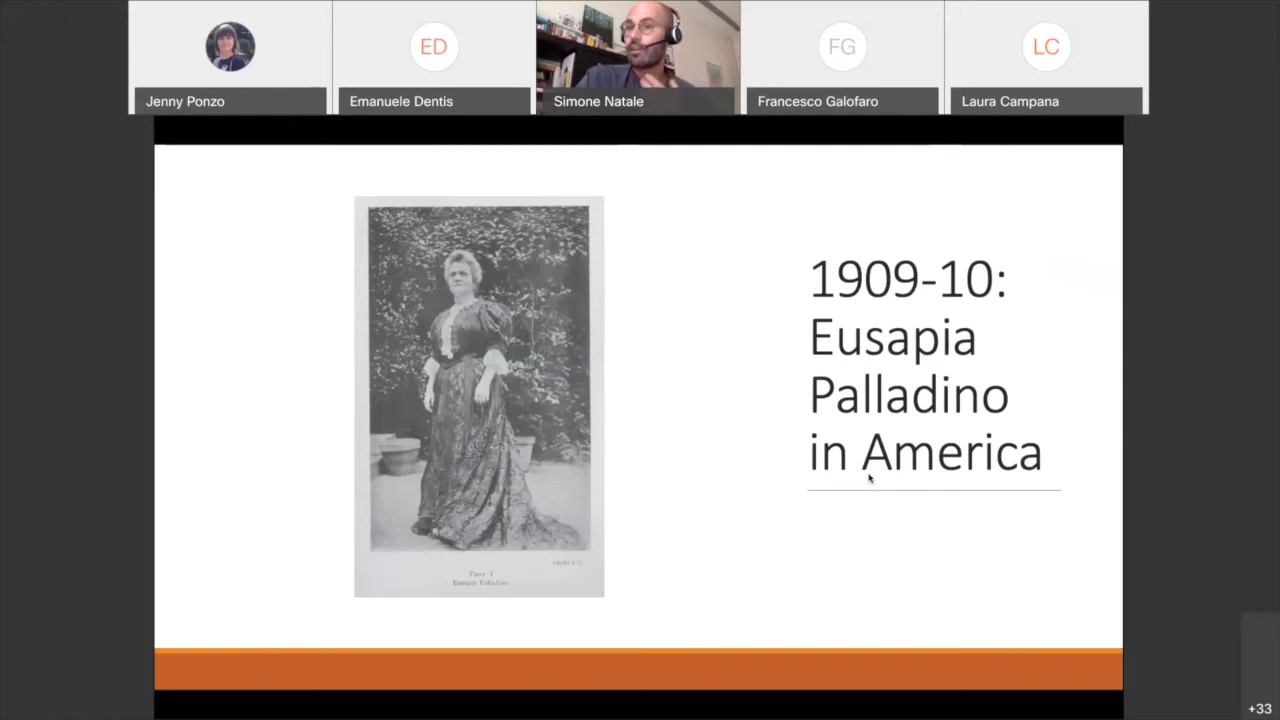 ED
FG
LC
Jenny Ponzo
Emanuele Dentis
Simone Natale
Francesco Galofaro
Laura Campana
1909-10:
Eusapia
Palladino
in America
+33